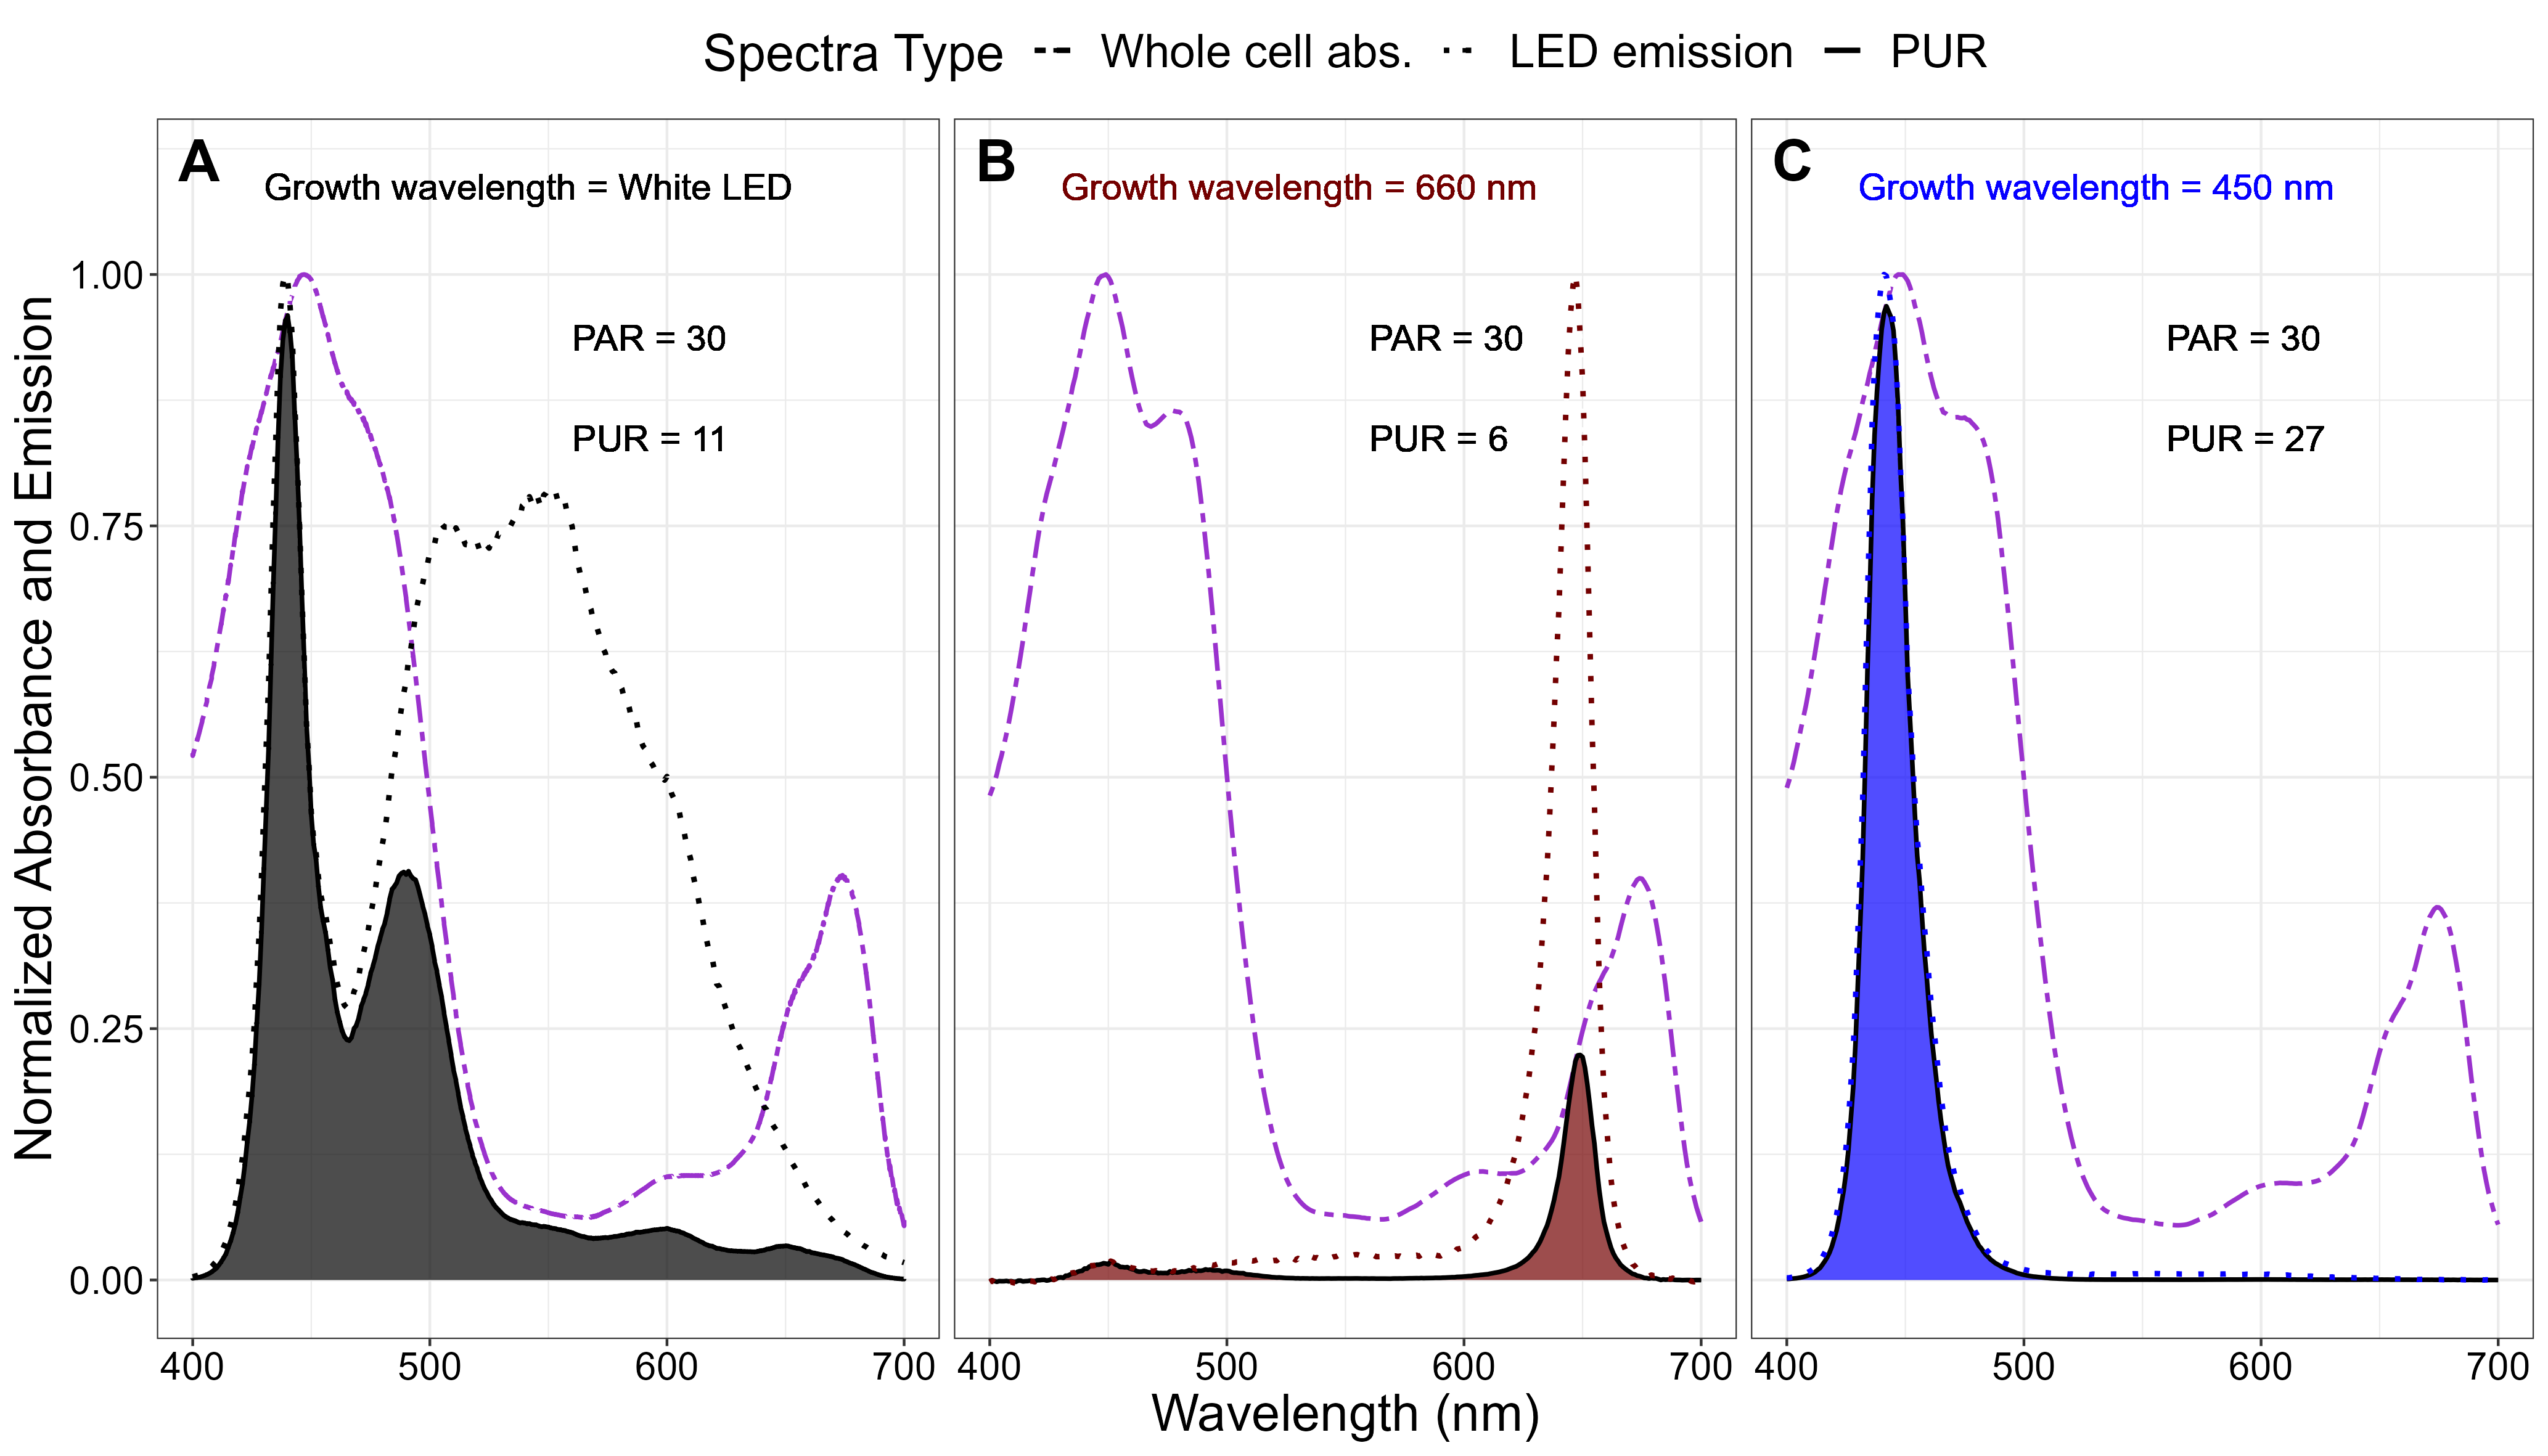 Spectra Type Whole cell abs. LED emission PUR
A
Growth wavelength = White LED
PAR = 30
PUR = 11
B
Growth wavelength = 660 nm
PAR = 30
PUR = 6
C
Growth wavelength = 450 nm
PAR = 30
PUR = 27
Normalized Absorbance and Emission
1.00
0.75
0.50
0.25
0.00
400 500 600 700
400 500 600 700
400 500 600 700
Wavelength (nm)